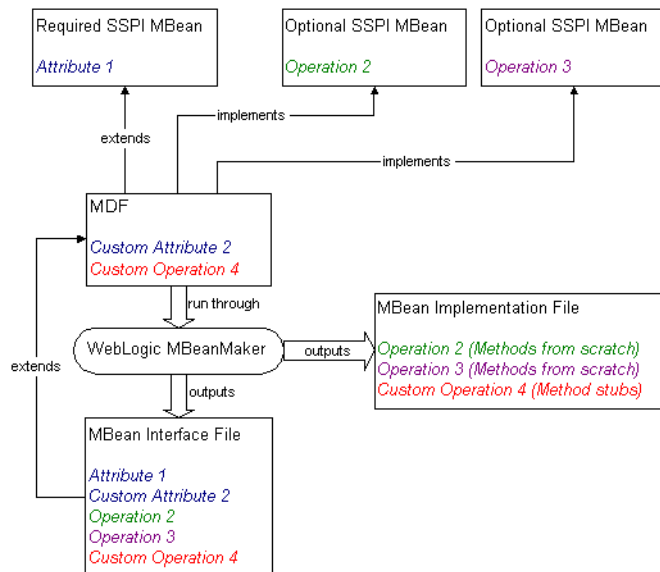 Required SSPI MBean
Attribute 1
Optional SSPI MBean
Operation 2
Optional SSPI MBean
Operation 3
extends
implements
implements
MDF
Custom Attribute 2
Custom Operation 4
run through
WebLogic MBeanMaker
outputs
MBean Implementation File
Operation 2 (Methods from scratch)
Operation 3 (Methods from scratch)
Custom Operation 4 (Method stubs)
extends
outputs
MBean Interface File
Attribute 1
Custom Attribute 2
Operation 2
Operation 3
Custom Operation 4